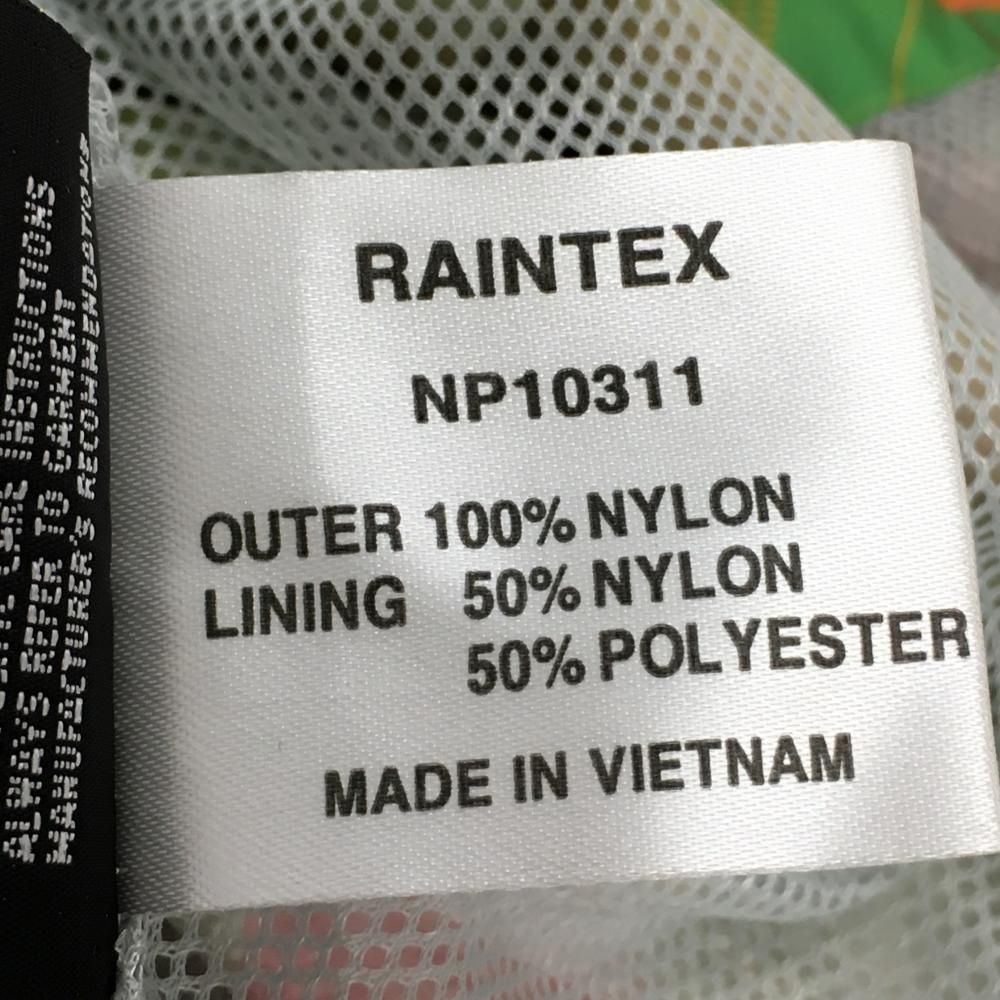 RAINTEX
NP10311
OUTER 100% NYLON
LINING 50% NYLON
50% POLYESTER
MADE IN VIETNAM
CARE INSTRUCTIONS
ALWAYS REFER TO GARMENT
MANUFACTURER'S RECOMMENDATIONS